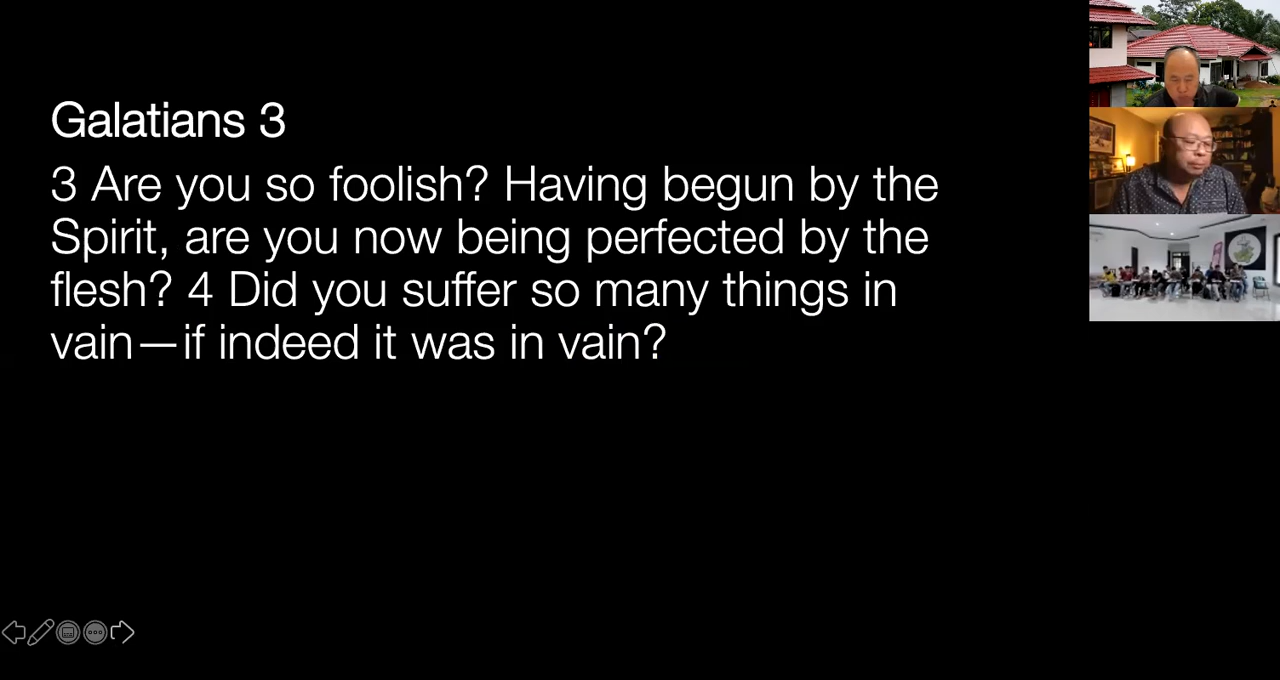 Galatians 3
3 Are you so foolish? Having begun by the
Spirit, are you now being perfected by the
flesh? 4 Did you suffer so many things in
vain—if indeed it was in vain?